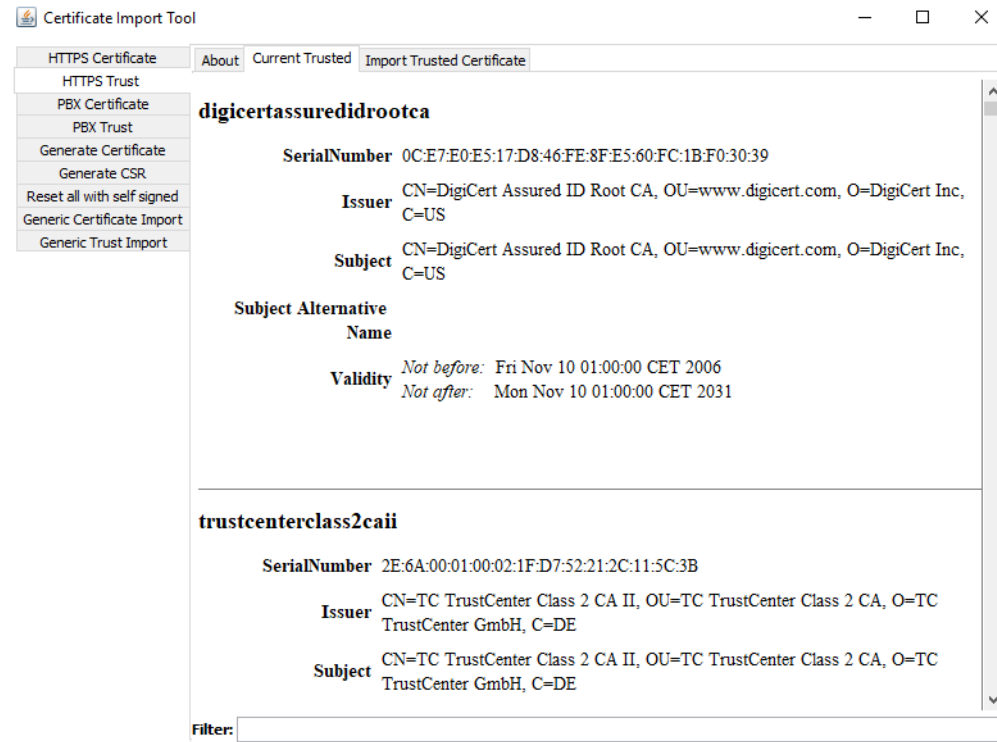 Certificate Import Tool
HTTPS Certificate
HTTPS Trust
PBX Certificate
PBX Trust
Generate Certificate
Generate CSR
Reset all with self signed
Generic Certificate Import
Generic Trust Import
About Current Trusted Import Trusted Certificate
digicertassuredidrootca
SerialNumber 0C:E7:E0:E5:17:D8:46:FE:8F:E5:60:FC:1B:F0:30:39
Issuer CN=DigiCert Assured ID Root CA, OU=www.digicert.com, O=DigiCert Inc,
C=US
Subject CN=DigiCert Assured ID Root CA, OU=www.digicert.com, O=DigiCert Inc,
C=US
Subject Alternative
Name
Validity Not before: Fri Nov 10 01:00:00 CET 2006
Not after: Mon Nov 10 01:00:00 CET 2031
trustcenterclass2caii
SerialNumber 2E:6A:00:01:00:02:1F:D7:52:21:2C:11:5C:3B
Issuer CN=TC TrustCenter Class 2 CA II, OU=TC TrustCenter Class 2 CA, O=TC
TrustCenter GmbH, C=DE
Subject CN=TC TrustCenter Class 2 CA II, OU=TC TrustCenter Class 2 CA, O=TC
TrustCenter GmbH, C=DE
Filter: